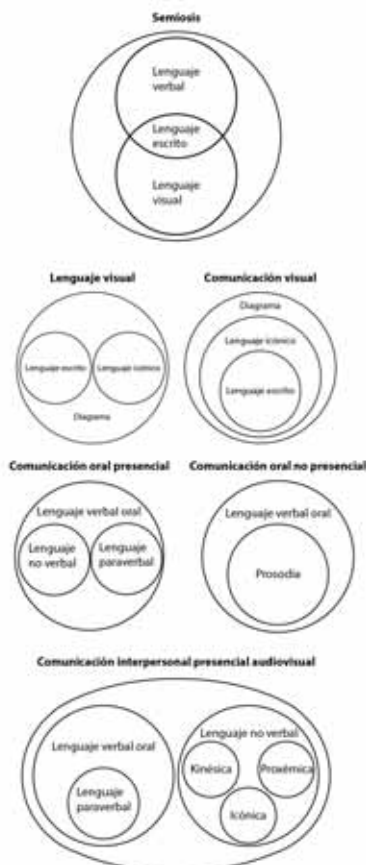 Semiosis
Lenguaje
verbal
Lenguaje
escrito
Lenguaje
visual
Lenguaje visual
Lenguaje escrito
Lenguaje icónico
Diagrama
Comunicación visual
Diagrama
Lenguaje icónico
Lenguaje escrito
Comunicación oral presencial
Lenguaje verbal oral
Lenguaje
no verbal
Lenguaje
paraverbal
Comunicación oral no presencial
Lenguaje verbal oral
Prosodia
Comunicación interpersonal presencial audiovisual
Lenguaje verbal oral
Lenguaje
paraverbal
Lenguaje no verbal
Kinésica
Proxémica
Icónica